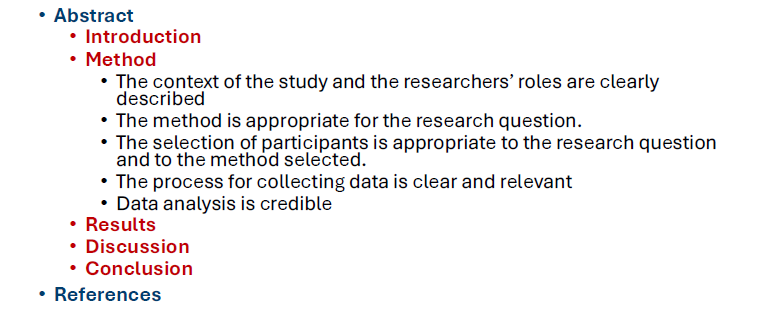 • Abstract
• Introduction
• Method
• The context of the study and the researchers’ roles are clearly
described
• The method is appropriate for the research question.
• The selection of participants is appropriate to the research question
and to the method selected.
• The process for collecting data is clear and relevant
• Data analysis is credible
• Results
• Discussion
• Conclusion
• References